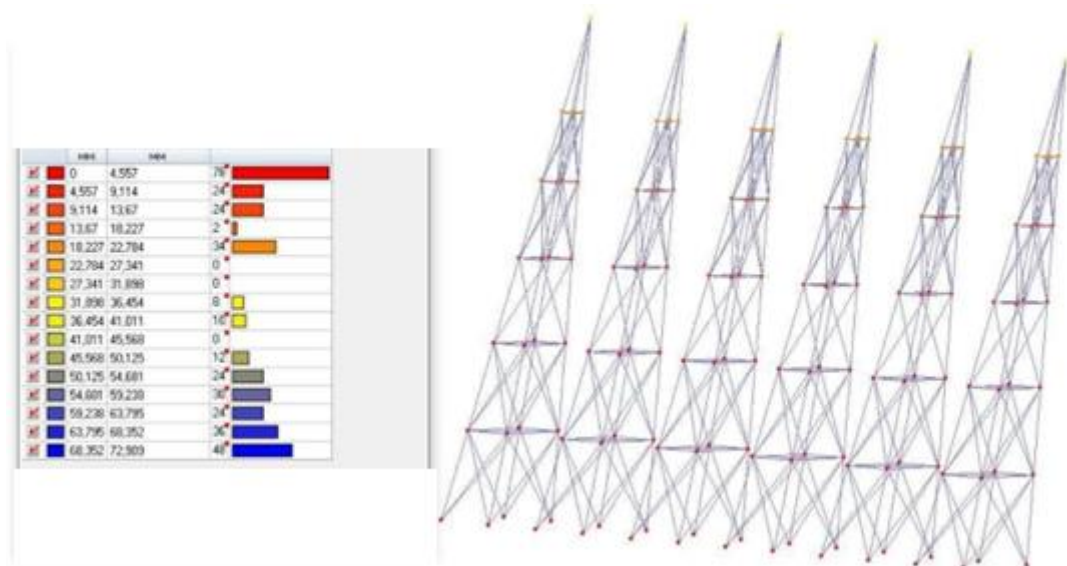 мм мм
0 4,557 78
4,557 9,114 24
9,114 13,67 24
13,67 18,227 2
18,227 22,784 34
22,784 27,341 0
27,341 31,898 0
31,898 36,454 8
36,454 41,011 16
41,011 45,568 0
45,568 50,125 12
50,125 54,681 24
54,681 59,238 30
59,238 63,795 24
63,795 68,352 36
68,352 72,909 48